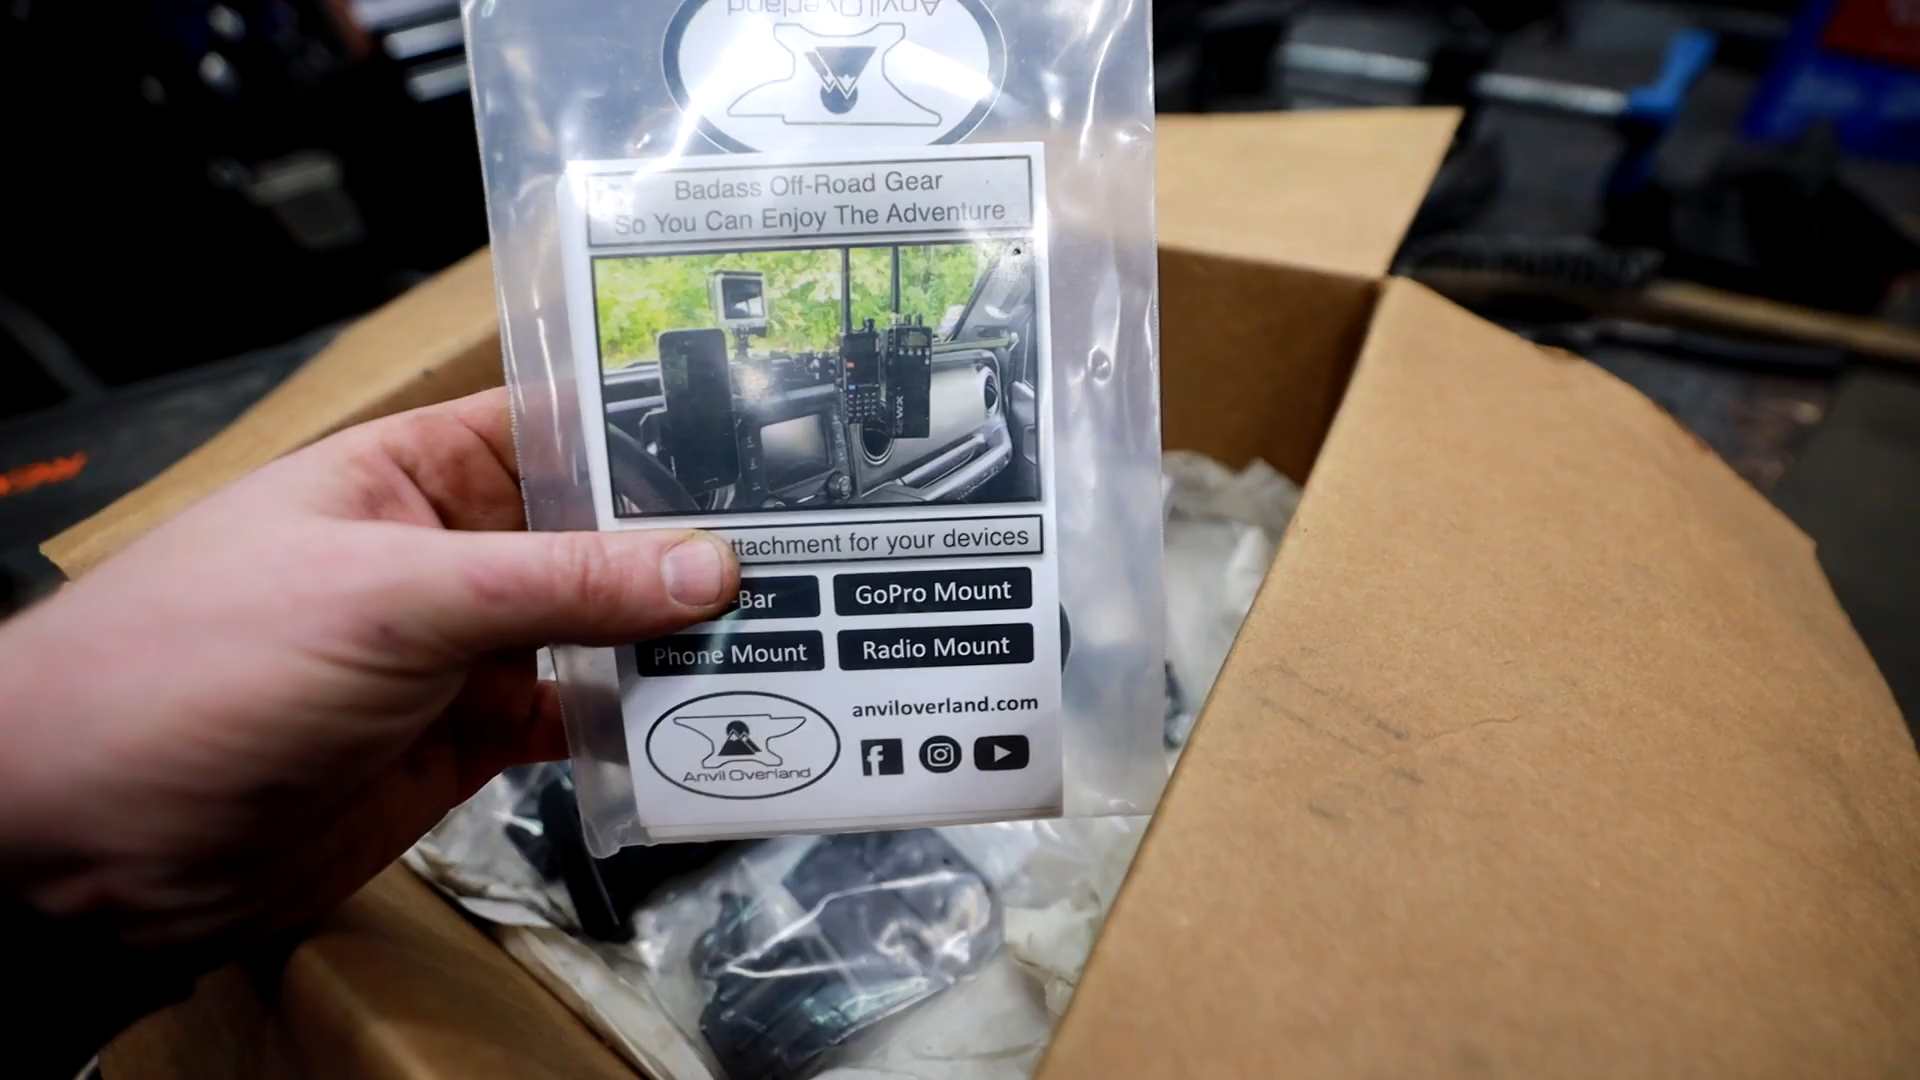 Anvil Overland
Badass Off-Road Gear
So You Can Enjoy The Adventure
ttachment for your devices
-Bar
GoPro Mount
Phone Mount
Radio Mount
anviloverland.com
Anvil Overland